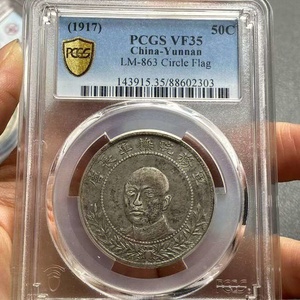 (1917) 50C
PCGS VF35
China-Yunnan
LM-863 Circle Flag
143915.35/88602303
PCGS